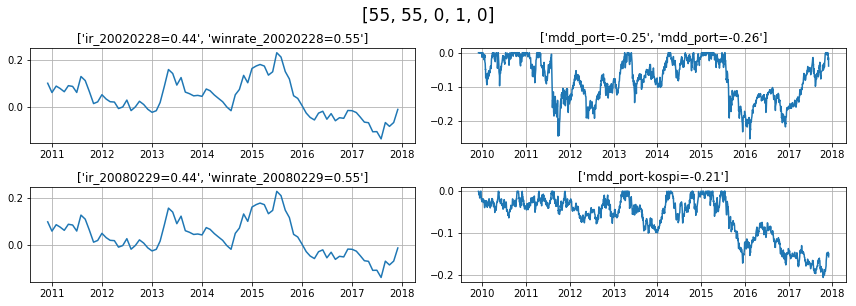 [55, 55, 0, 1, 0]
['ir_20020228=0.44', 'winrate_20020228=0.55']
0.2
0.0
2011 2012 2013 2014 2015 2016 2017 2018
['mdd_port=-0.25', 'mdd_port=-0.26']
0.0
−0.1
−0.2
2010 2011 2012 2013 2014 2015 2016 2017 2018
['ir_20080229=0.44', 'winrate_20080229=0.55']
0.2
0.0
2011 2012 2013 2014 2015 2016 2017 2018
['mdd_port-kospi=-0.21']
0.0
−0.1
−0.2
2010 2011 2012 2013 2014 2015 2016 2017 2018